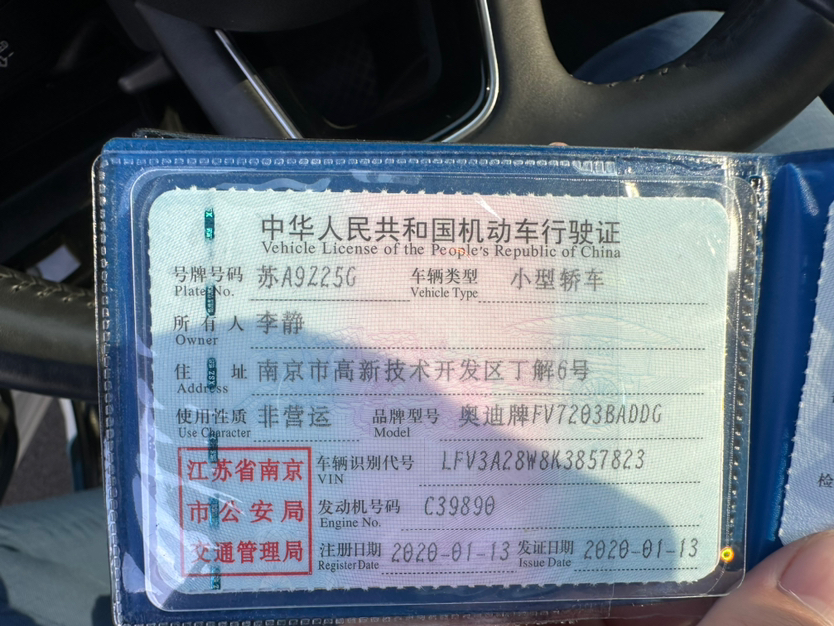 中华人民共和国机动车行驶证
Vehicle License of the People's Republic of China
号牌号码 苏A9Z25G 车辆类型 小型轿车
Plate No. Vehicle Type
所有人 李静
Owner
住址 南京市高新技术开发区丁解6号
Address
使用性质 非营运 品牌型号 奥迪牌FV7203BADDG
Use Character Model
江苏省南京
市公安局
交通管理局
车辆识别代号 LFV3A28W8K3857823
VIN
发动机号码 C39890
Engine No.
注册日期 2020-01-13 发证日期 2020-01-13
Register Date Issue Date
检